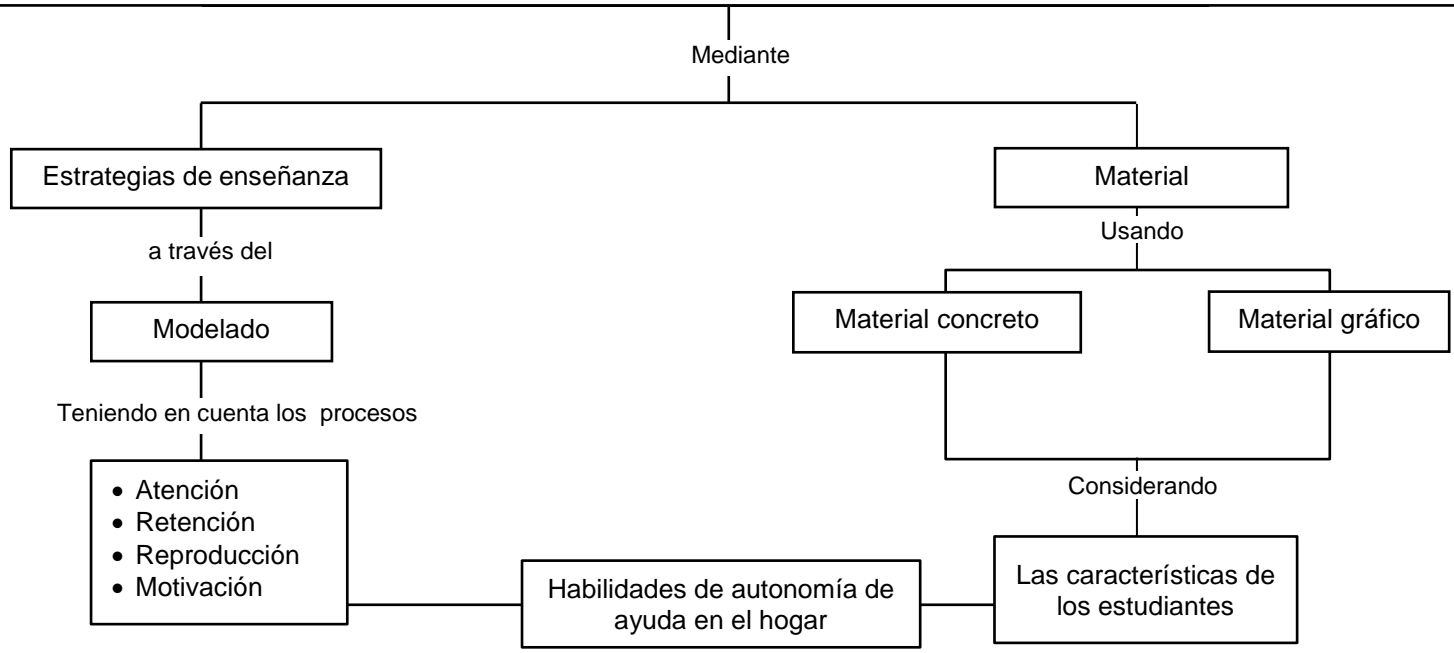 Mediante
Estrategias de enseñanza
Material
a través del
Usando
Modelado
Material concreto
Material gráfico
Teniendo en cuenta los procesos
• Atención
• Retención
• Reproducción
• Motivación
Considerando
Habilidades de autonomía de
ayuda en el hogar
Las características de
los estudiantes